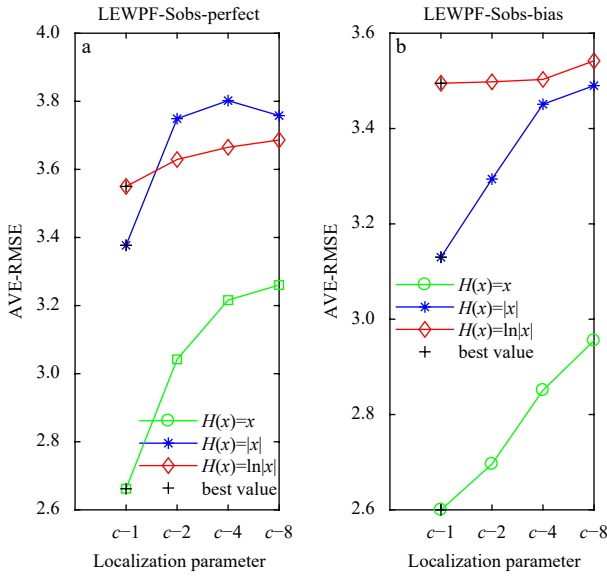 LEWPF-Sobs-perfect
a
4.0
3.8
3.6
3.4
3.2
3.0
2.8
2.6
AVE-RMSE
H(x)=x
H(x)=|x|
H(x)=ln|x|
best value
c−1 c−2 c−4 c−8
Localization parameter
LEWPF-Sobs-bias
b
3.6
3.4
3.2
3.0
2.8
2.6
AVE-RMSE
H(x)=x
H(x)=|x|
H(x)=ln|x|
best value
c−1 c−2 c−4 c−8
Localization parameter